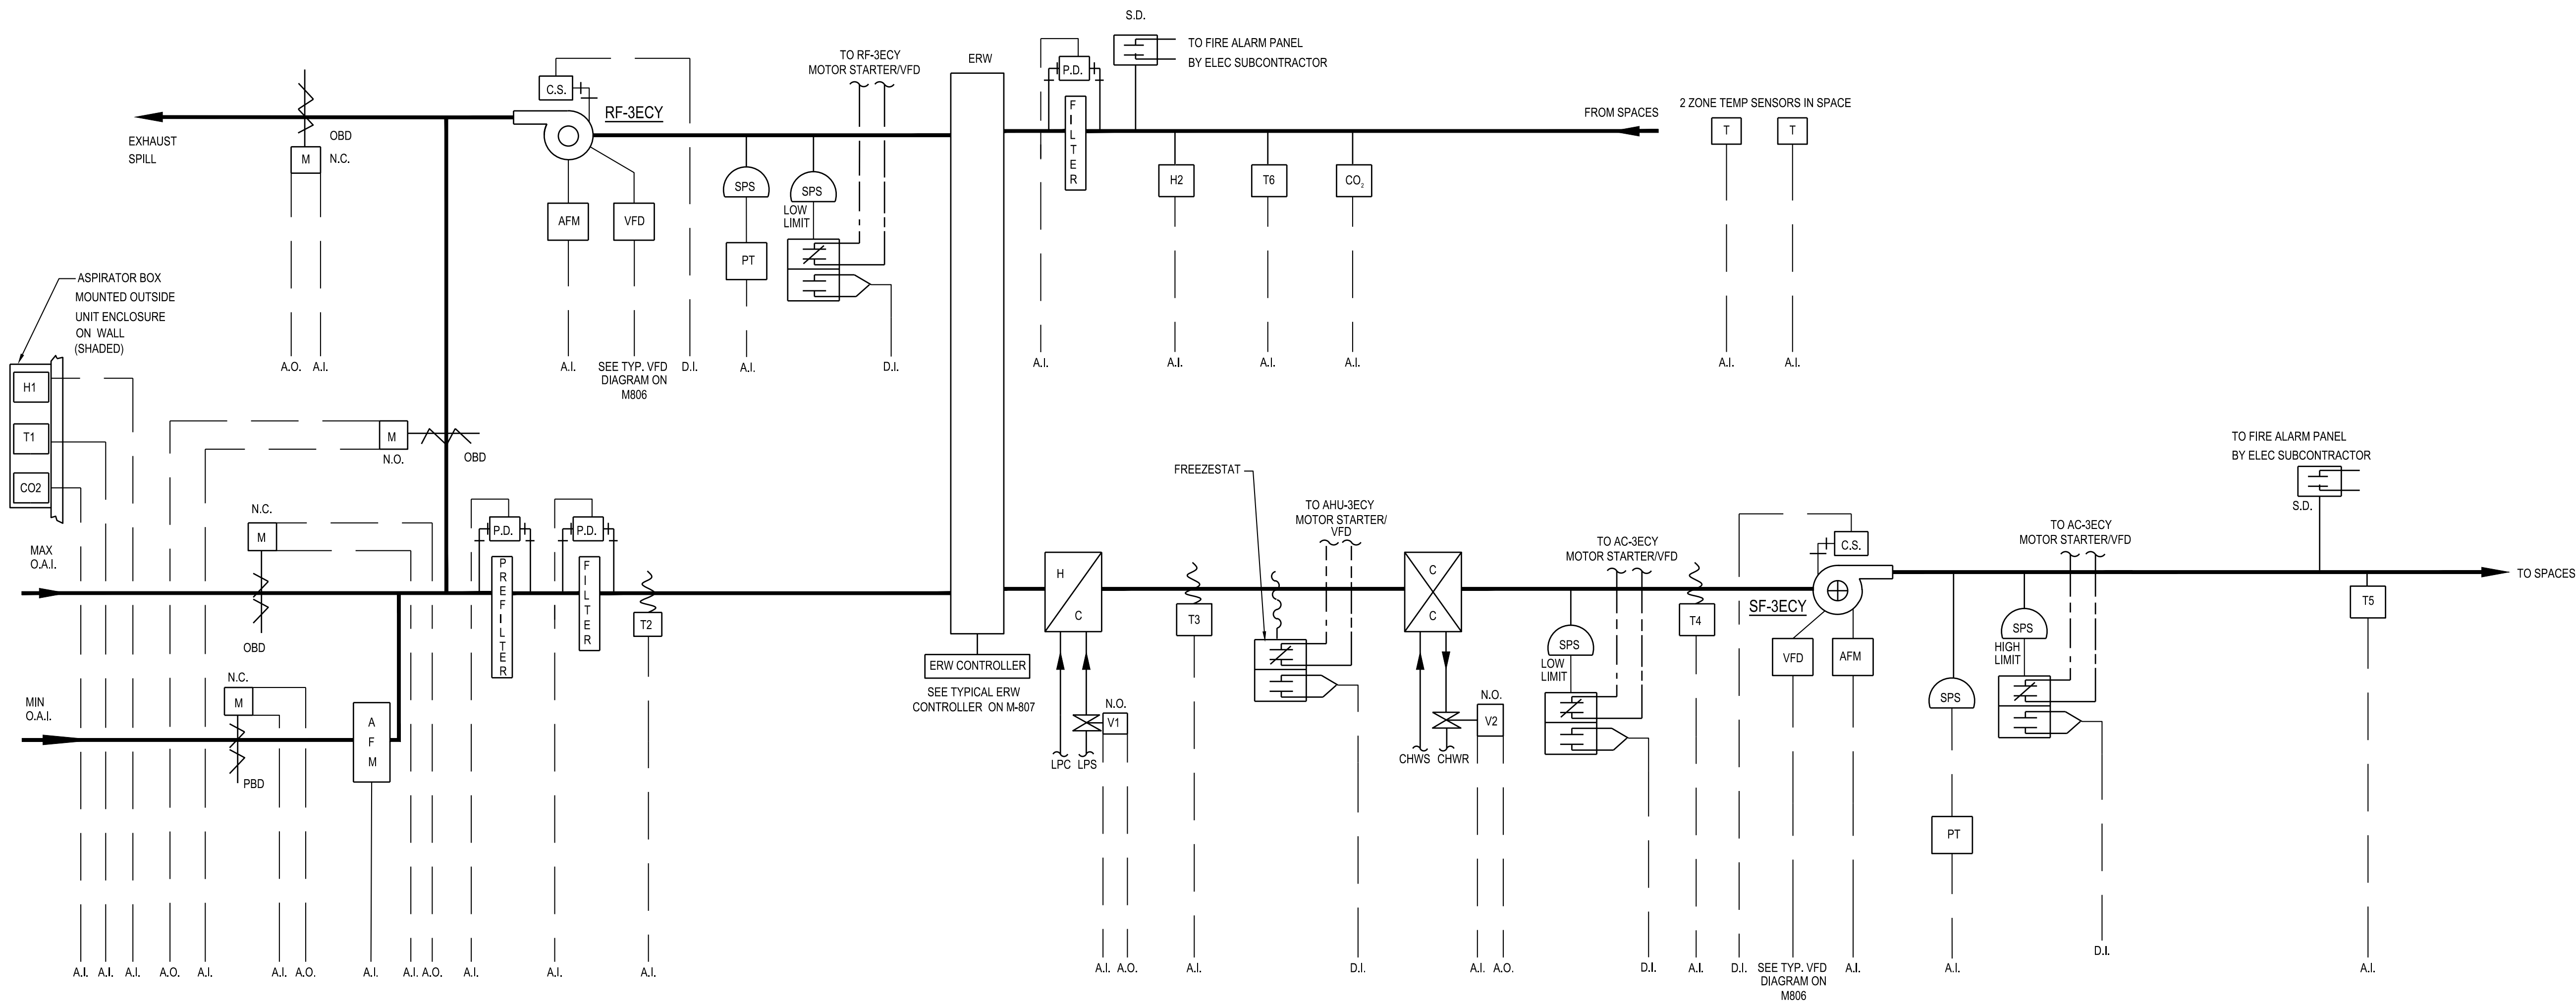 S.D.
TO FIRE ALARM PANEL
BY ELEC SUBCONTRACTOR
TO RF-3ECY
MOTOR STARTER/VFD
ERW
P.D.
C.S.
RF-3ECY
FILTER
FROM SPACES
2 ZONE TEMP SENSORS IN SPACE
T
T
EXHAUST
SPILL
OBD
M
N.C.
SPS
SPS
LOW
LIMIT
H2
T6
CO2
AFM
VFD
PT
A.O.
A.I.
A.I.
SEE TYP. VFD
DIAGRAM ON
M806
D.I.
A.I.
D.I.
A.I.
A.I.
A.I.
A.I.
A.I.
A.I.
ASPIRATOR BOX
MOUNTED OUTSIDE
UNIT ENCLOSURE
ON WALL
(SHADED)
H1
T1
CO2
M
N.O.
OBD
N.C.
M
OBD
MAX
O.A.I.
P.D.
PREFILTER
P.D.
FILTER
T2
N.C.
M
PBD
MIN
O.A.I.
AFM
ERW CONTROLLER
SEE TYPICAL ERW
CONTROLLER ON M-807
H
C
N.O.
V1
LPC
LPS
T3
FREEZESTAT
TO AHU-3ECY
MOTOR STARTER/
VFD
C
C
N.O.
V2
CHWS
CHWR
TO AC-3ECY
MOTOR STARTER/VFD
SPS
LOW
LIMIT
T4
C.S.
SF-3ECY
VFD
AFM
SPS
PT
TO AC-3ECY
MOTOR STARTER/VFD
SPS
HIGH
LIMIT
TO FIRE ALARM PANEL
BY ELEC SUBCONTRACTOR
S.D.
T5
TO SPACES
A.I.
A.I.
A.I.
A.O.
A.I.
A.I.
A.O.
A.I.
A.I.
A.O.
A.I.
A.I.
A.I.
A.I.
A.O.
A.I.
D.I.
A.I.
A.O.
D.I.
A.I.
D.I.
SEE TYP. VFD
DIAGRAM ON
M806
A.I.
A.I.
D.I.
A.I.